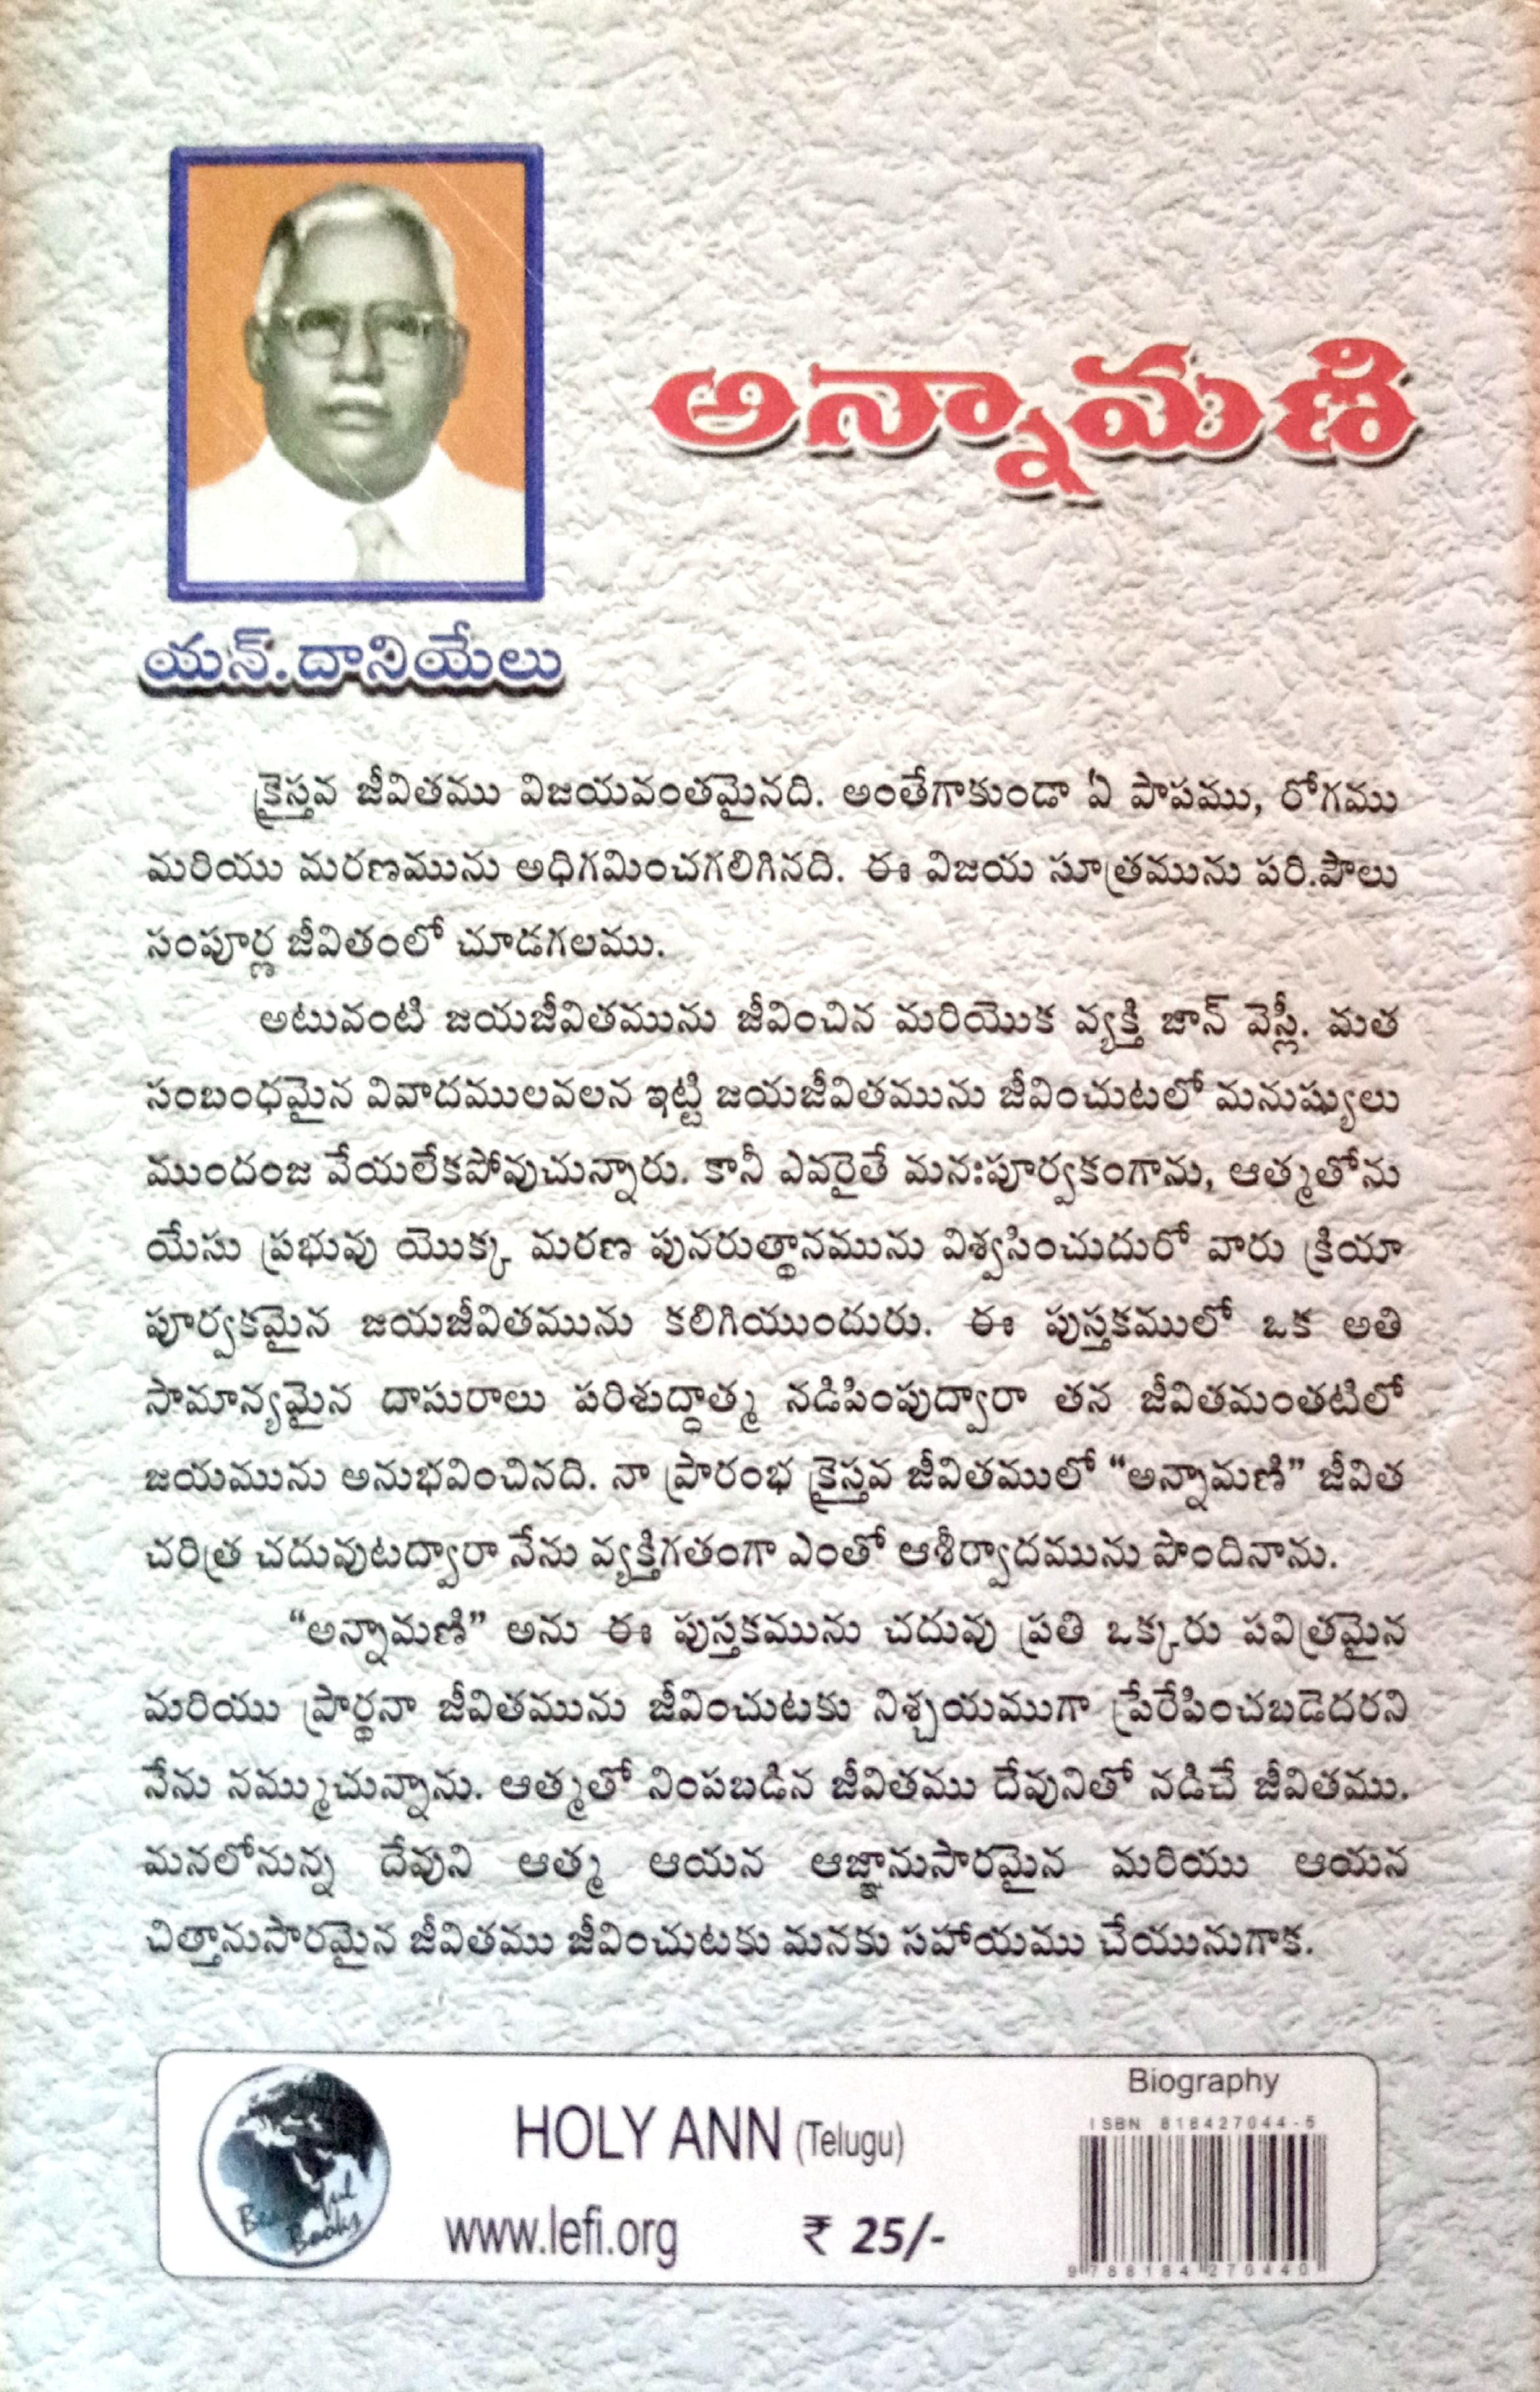 అన్నామణి
యన్.దానియేలు
క్రైస్తవ జీవితము విజయవంతమైనది. అంతేగాకుండా ఏ పాపము, రోగము
మరియు మరణమును అధిగమించగలిగినది. ఈ విజయ సూత్రమును పరి.పౌలు
సంపూర్ణ జీవితంలో చూడగలము.
అటువంటి జయజీవితమును జీవించిన మరియొక వ్యక్తి జాన్ వెస్లీ. మత
సంబంధమైన వివాదములవలన ఇట్టి జయజీవితమును జీవించుటలో మనుష్యులు
ముందంజ వేయలేకపోవుచున్నారు. కానీ ఎవరైతే మనఃపూర్వకంగాను, ఆత్మతోను
యేసు ప్రభువు యొక్క మరణ పునరుత్థానమును విశ్వసించుదురో వారు క్రియా
పూర్వకమైన జయజీవితమును కలిగియుందురు. ఈ పుస్తకములో ఒక అతి
సామాన్యమైన దాసురాలు పరిశుద్ధాత్మ నడిపింపుద్వారా తన జీవితమంతటిలో
జయమును అనుభవించినది. నా ప్రారంభ క్రైస్తవ జీవితములో “అన్నామణి” జీవిత
చరిత్ర చదువుటద్వారా నేను వ్యక్తిగతంగా ఎంతో ఆశీర్వాదమును పొందినాను.
“అన్నామణి” అను ఈ పుస్తకమును చదువు ప్రతి ఒక్కరు పవిత్రమైన
మరియు ప్రార్థనా జీవితమును జీవించుటకు నిశ్చయముగా ప్రేరేపించబడెదరని
నేను నమ్ముచున్నాను. ఆత్మతో నింపబడిన జీవితము దేవునితో నడిచే జీవితము.
మనలోనున్న దేవుని ఆత్మ ఆయన ఆజ్ఞానుసారమైన మరియు ఆయన
చిత్తానుసారమైన జీవితము జీవించుటకు మనకు సహాయము చేయునుగాక.
Biography
ISBN 818427044-5
HOLY ANN (Telugu)
www.lefi.org ₹ 25/-
Beautiful
Books
9788184270440